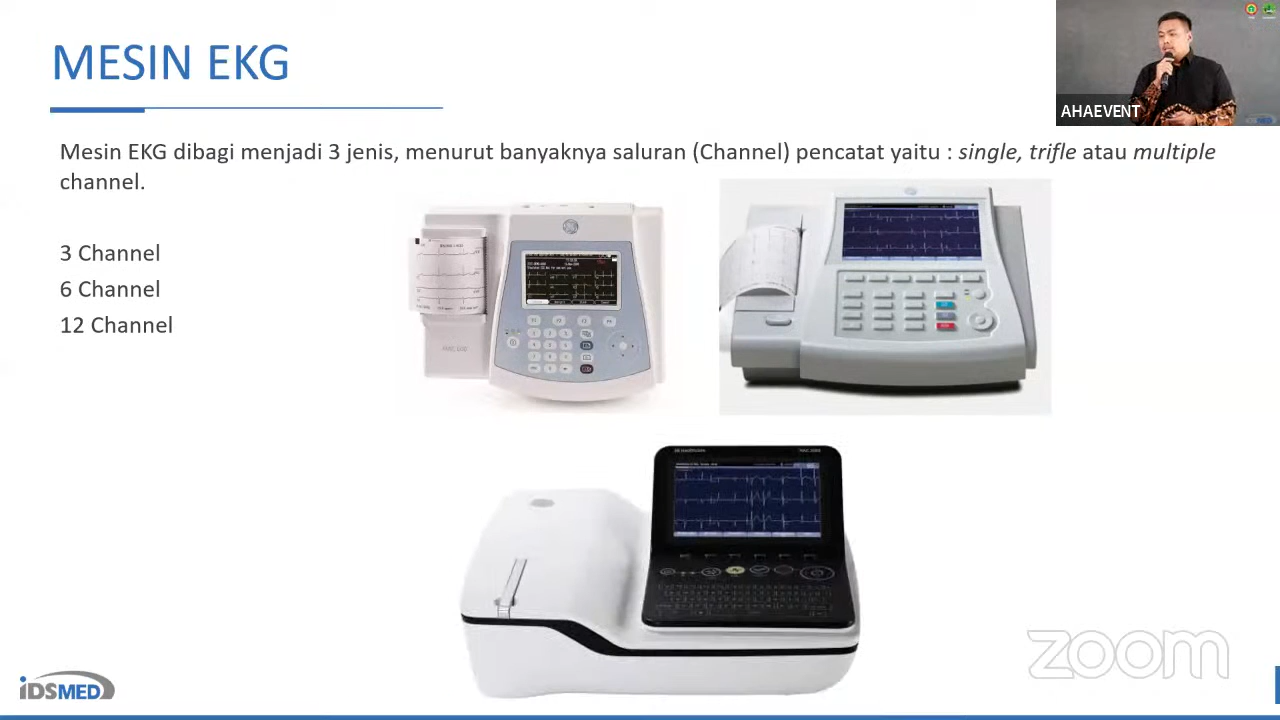 MESIN EKG
AHAEVENT
Mesin EKG dibagi menjadi 3 jenis, menurut banyaknya saluran (Channel) pencatat yaitu : single, trifle atau multiple
channel.
3 Channel
6 Channel
12 Channel
zoom
iDSMED